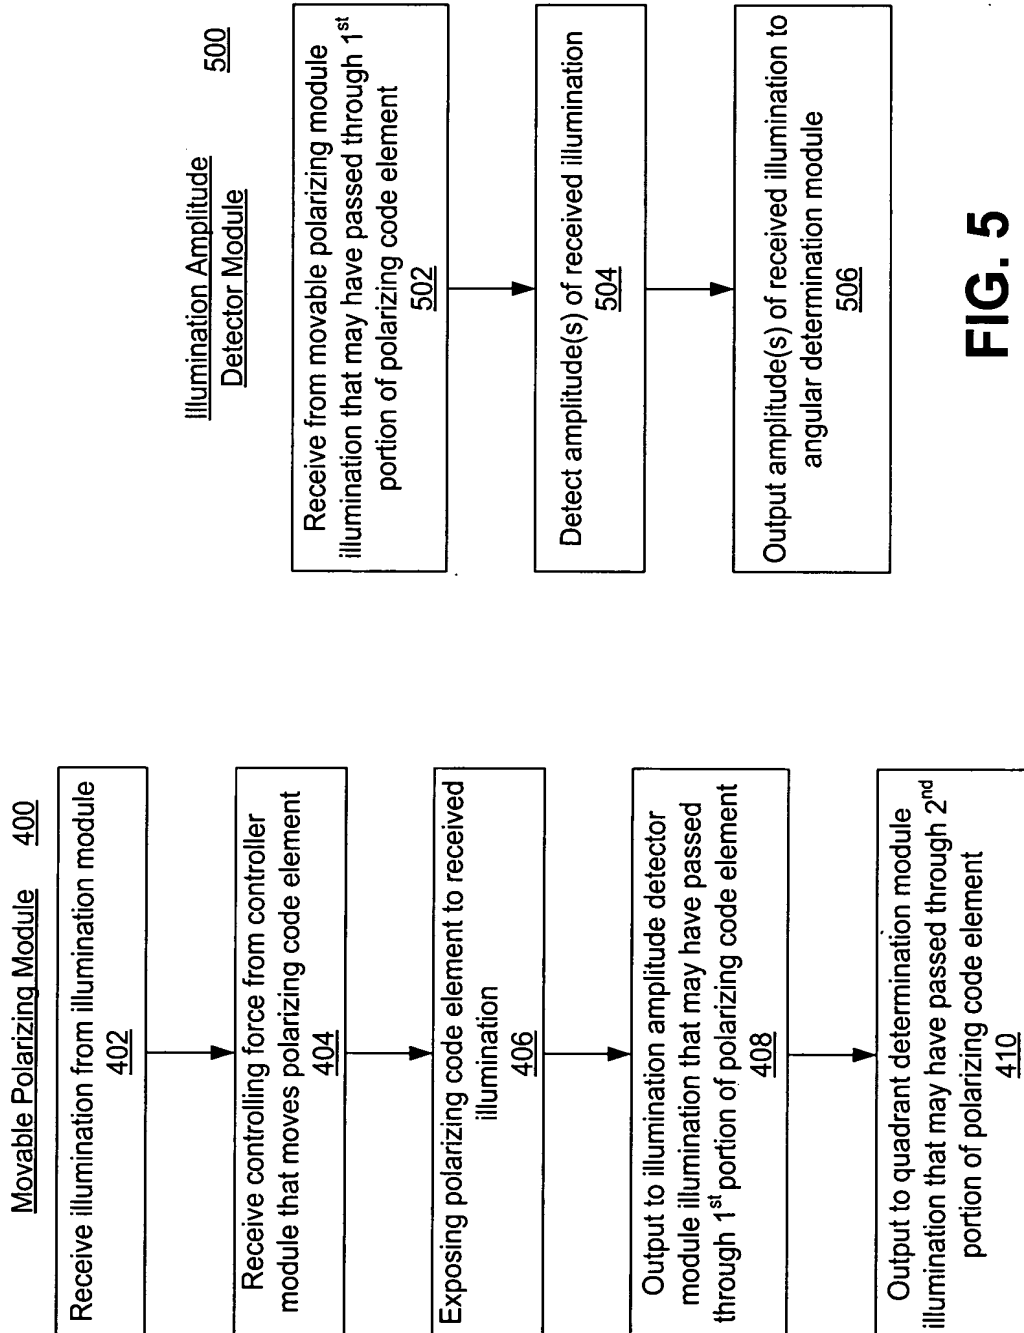 Movable Polarizing Module 400
Receive illumination from illumination module
402
Receive controlling force from controller
module that moves polarizing code element
404
Exposing polarizing code element to received
illumination
406
Output to illumination amplitude detector
module illumination that may have passed
through 1st portion of polarizing code element
408
Output to quadrant determination module
illumination that may have passed through 2nd
portion of polarizing code element
410
Illumination Amplitude
Detector Module
500
Receive from movable polarizing module
illumination that may have passed through 1st
portion of polarizing code element
502
Detect amplitude(s) of received illumination
504
Output amplitude(s) of received illumination to
angular determination module
506
FIG. 5